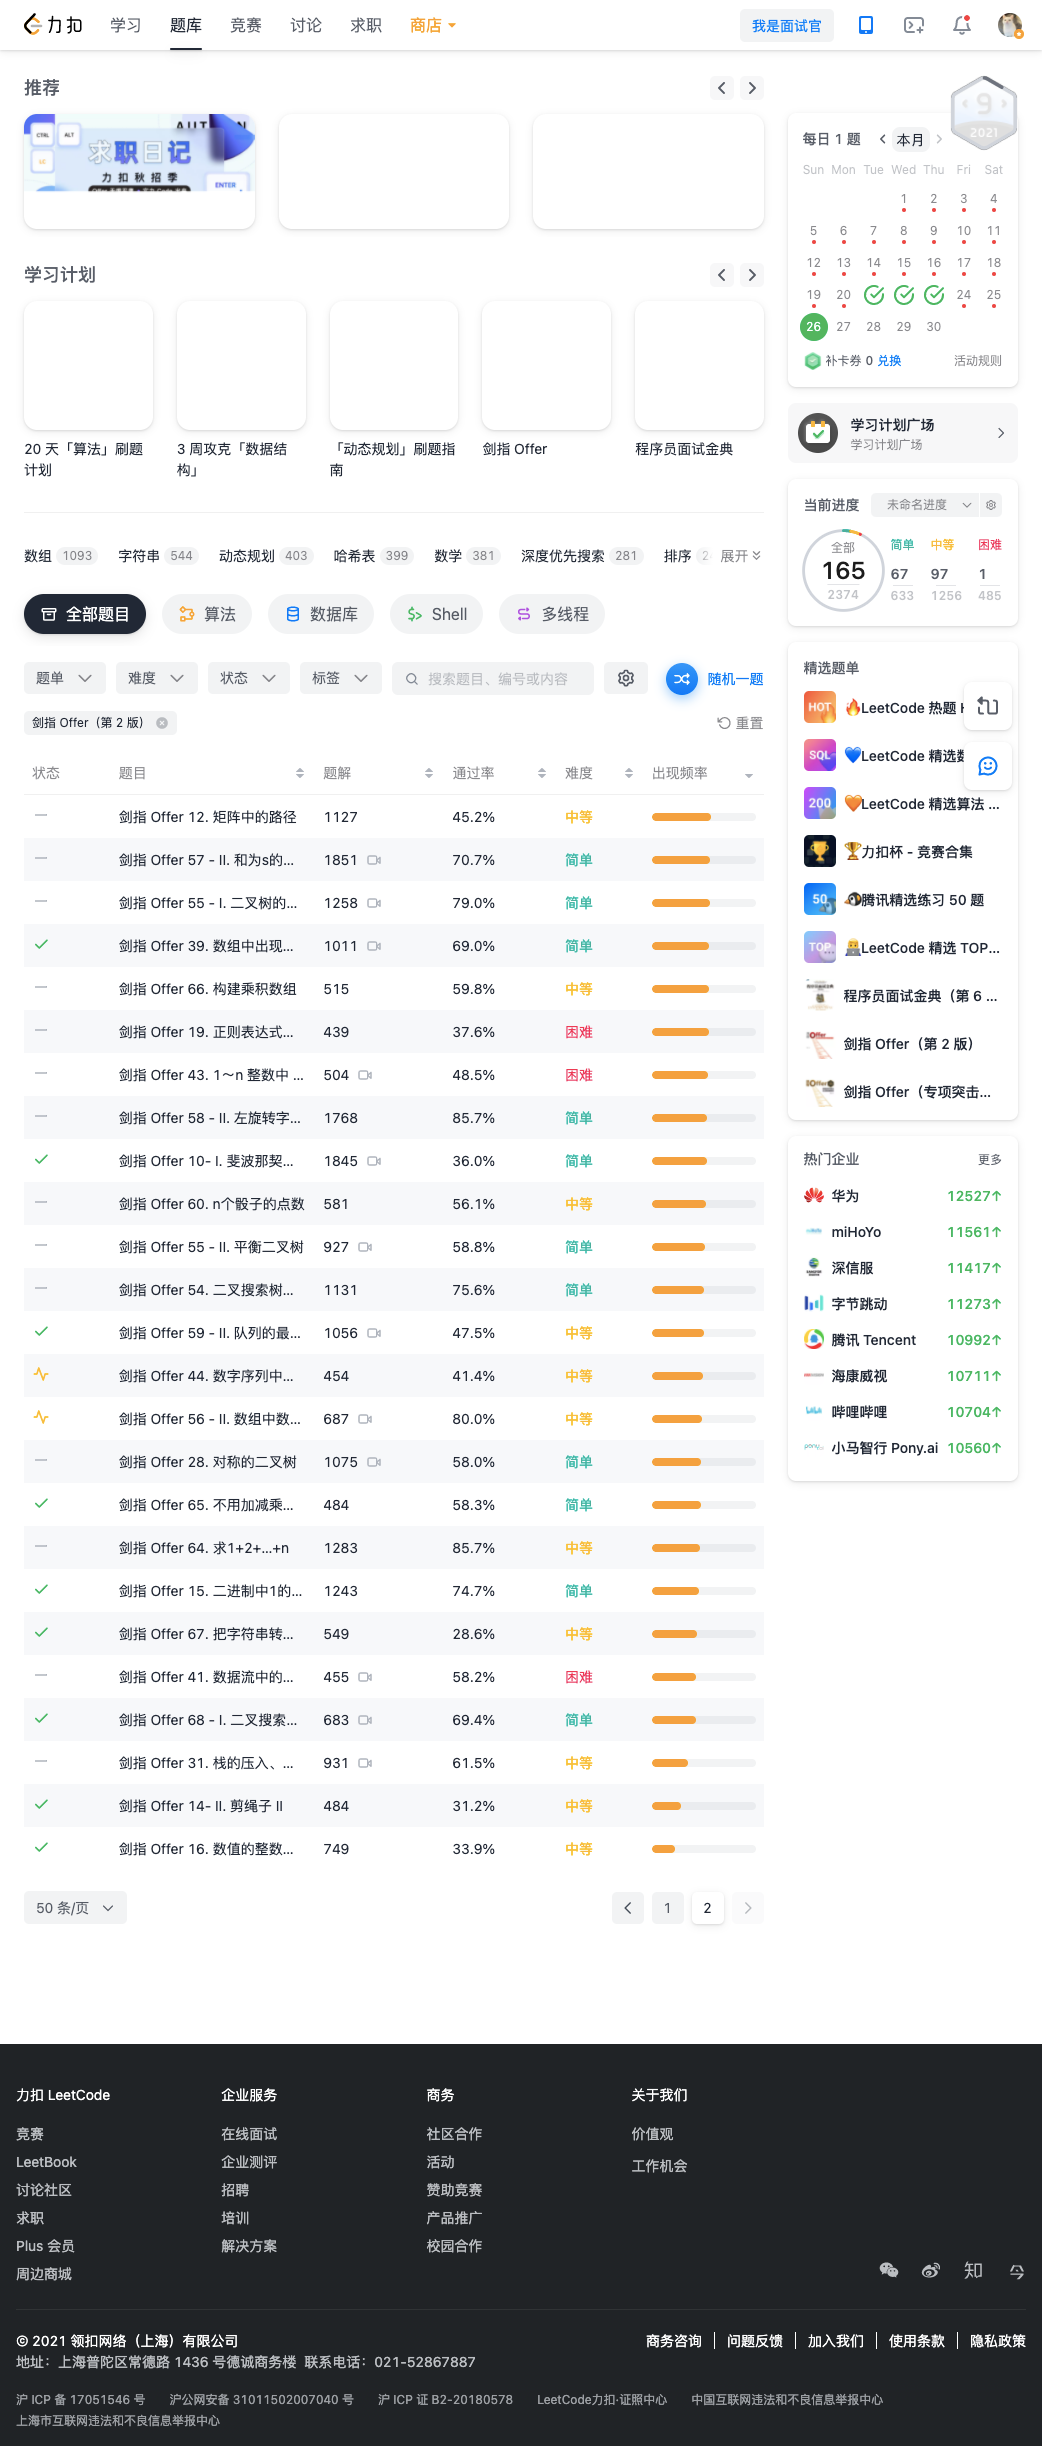 力扣 学习 题库 竞赛 讨论 求职 商店 我是面试官
推荐
CTRL ALT
求职日记
力扣秋招季
ENTER
学习计划
20 天「算法」刷题计划
3 周攻克「数据结构」
「动态规划」刷题指南
剑指 Offer
程序员面试金典
数组 1093 字符串 544 动态规划 403 哈希表 399 数学 381 深度优先搜索 281 排序 展开
全部题目 算法 数据库 Shell 多线程
题单 难度 状态 标签 搜索题目、编号或内容 随机一题
剑指 Offer（第 2 版） 重置
状态 题目 题解 通过率 难度 出现频率
剑指 Offer 12. 矩阵中的路径 1127 45.2% 中等
剑指 Offer 57 - II. 和为s的... 1851 70.7% 简单
剑指 Offer 55 - I. 二叉树的... 1258 79.0% 简单
剑指 Offer 39. 数组中出现... 1011 69.0% 简单
剑指 Offer 66. 构建乘积数组 515 59.8% 中等
剑指 Offer 19. 正则表达式... 439 37.6% 困难
剑指 Offer 43. 1～n 整数中 ... 504 48.5% 困难
剑指 Offer 58 - II. 左旋转字... 1768 85.7% 简单
剑指 Offer 10- I. 斐波那契... 1845 36.0% 简单
剑指 Offer 60. n个骰子的点数 581 56.1% 中等
剑指 Offer 55 - II. 平衡二叉树 927 58.8% 简单
剑指 Offer 54. 二叉搜索树... 1131 75.6% 简单
剑指 Offer 59 - II. 队列的最... 1056 47.5% 中等
剑指 Offer 44. 数字序列中... 454 41.4% 中等
剑指 Offer 56 - II. 数组中数... 687 80.0% 中等
剑指 Offer 28. 对称的二叉树 1075 58.0% 简单
剑指 Offer 65. 不用加减乘... 484 58.3% 简单
剑指 Offer 64. 求1+2+…+n 1283 85.7% 中等
剑指 Offer 15. 二进制中1的... 1243 74.7% 简单
剑指 Offer 67. 把字符串转... 549 28.6% 中等
剑指 Offer 41. 数据流中的... 455 58.2% 困难
剑指 Offer 68 - I. 二叉搜索... 683 69.4% 简单
剑指 Offer 31. 栈的压入、... 931 61.5% 中等
剑指 Offer 14- II. 剪绳子 II 484 31.2% 中等
剑指 Offer 16. 数值的整数... 749 33.9% 中等
50 条/页 1 2
9
2021
每日 1 题 本月
Sun Mon Tue Wed Thu Fri Sat
1 2 3 4
5 6 7 8 9 10 11
12 13 14 15 16 17 18
19 20 24 25
26 27 28 29 30
补卡券 0 兑换 活动规则
学习计划广场
学习计划广场
当前进度 未命名进度
全部 简单 中等 困难
165 67 97 1
2374 633 1256 485
精选题单
HOT 🔥LeetCode 热题
SQL 💙LeetCode 精选数
200 🧡LeetCode 精选算法 ...
🏆力扣杯 - 竞赛合集
50 🐧腾讯精选练习 50 题
TOP 👨‍💻LeetCode 精选 TOP...
程序员面试金典（第 6 ...
剑指 Offer（第 2 版）
剑指 Offer（专项突击...
热门企业 更多
华为 12527↑
miHoYo 11561↑
深信服 11417↑
字节跳动 11273↑
腾讯 Tencent 10992↑
海康威视 10711↑
哔哩哔哩 10704↑
小马智行 Pony.ai 10560↑
力扣 LeetCode 企业服务 商务 关于我们
竞赛 在线面试 社区合作 价值观
LeetBook 企业测评 活动 工作机会
讨论社区 招聘 赞助竞赛
求职 培训 产品推广
Plus 会员 解决方案 校园合作
周边商城
知
© 2021 领扣网络（上海）有限公司 商务咨询 问题反馈 加入我们 使用条款 隐私政策
地址：上海普陀区常德路 1436 号德诚商务楼 联系电话：021-52867887
沪 ICP 备 17051546 号 沪公网安备 31011502007040 号 沪 ICP 证 B2-20180578 LeetCode力扣·证照中心 中国互联网违法和不良信息举报中心
上海市互联网违法和不良信息举报中心